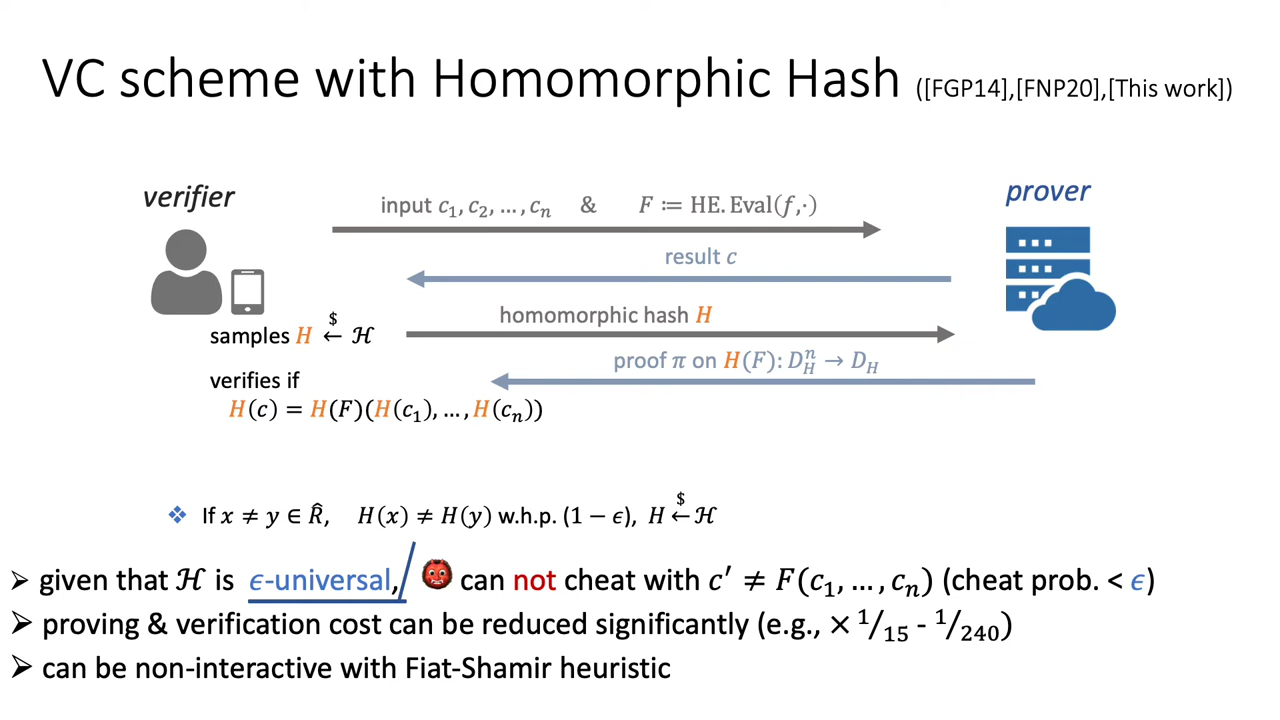 VC scheme with Homomorphic Hash ([FGP14],[FNP20],[This work])
verifier
prover
input c₁, c₂, …, cₙ & F ≔ HE. Eval(f,·)
result c
homomorphic hash H
samples H ←$ ℋ
proof π on H(F): D_H^n → D_H
verifies if
H(c) = H(F)(H(c₁), …, H(cₙ))
❖ If x ≠ y ∈ R̂, H(x) ≠ H(y) w.h.p. (1 − ϵ), H ←$ ℋ
➢ given that ℋ is ϵ-universal, 👹 can not cheat with c′ ≠ F(c₁, …, cₙ) (cheat prob. < ϵ)
➢ proving & verification cost can be reduced significantly (e.g., × 1/15 - 1/240)
➢ can be non-interactive with Fiat-Shamir heuristic